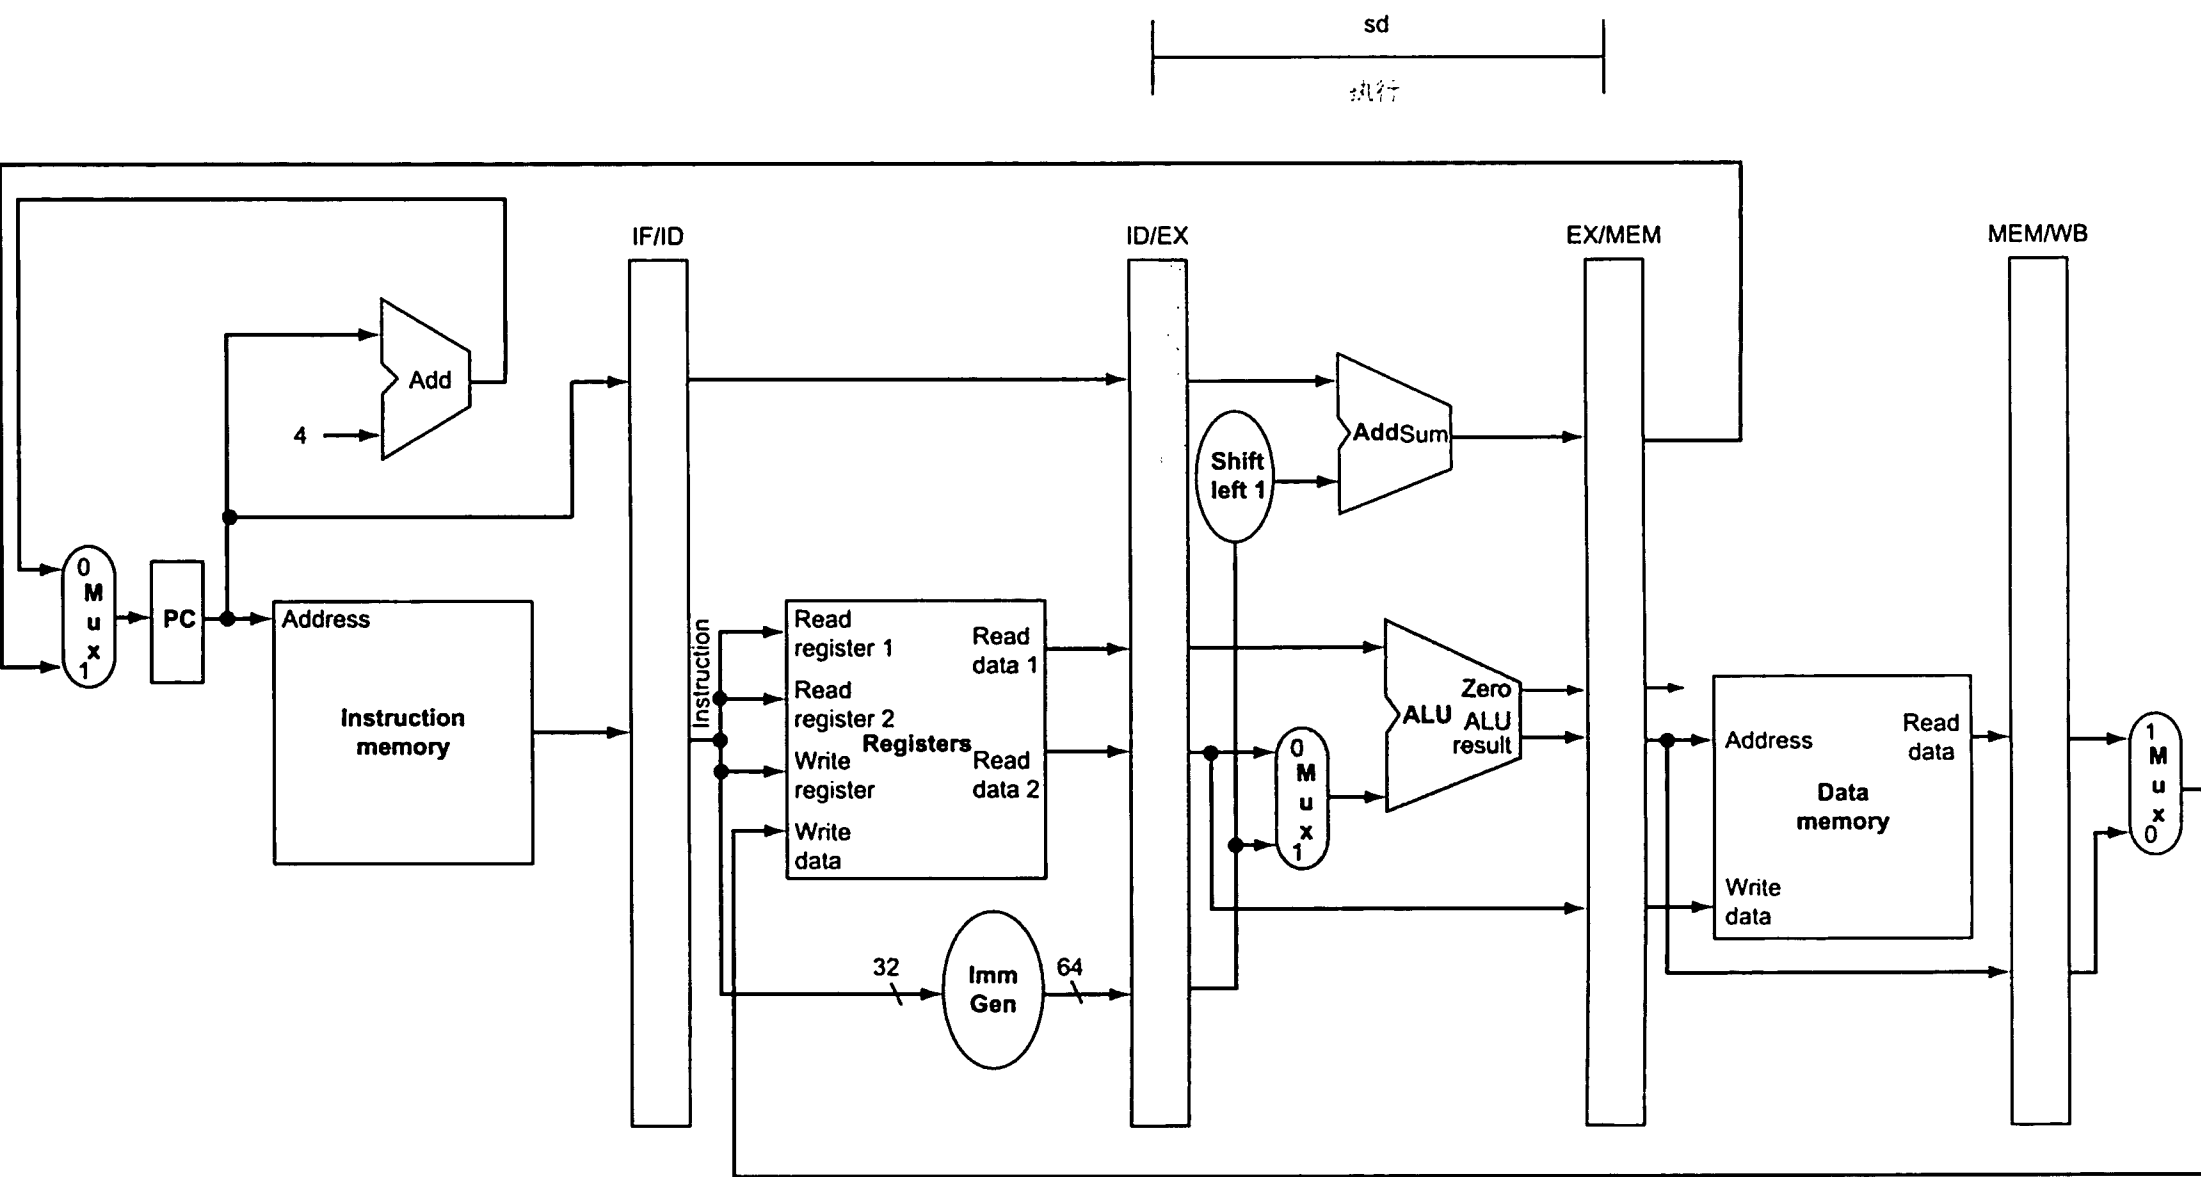 sd
执行
IF/ID
ID/EX
EX/MEM
MEM/WB
Add
4
Add Sum
Shift
left 1
0
M
u
x
1
PC
Address
Instruction
memory
Instruction
Read
register 1
Read
register 2
Write
register
Write
data
Registers
Read
data 1
Read
data 2
32
Imm
Gen
64
0
M
u
x
1
Zero
ALU
ALU
result
Address
Read
data
Data
memory
Write
data
1
M
u
x
0